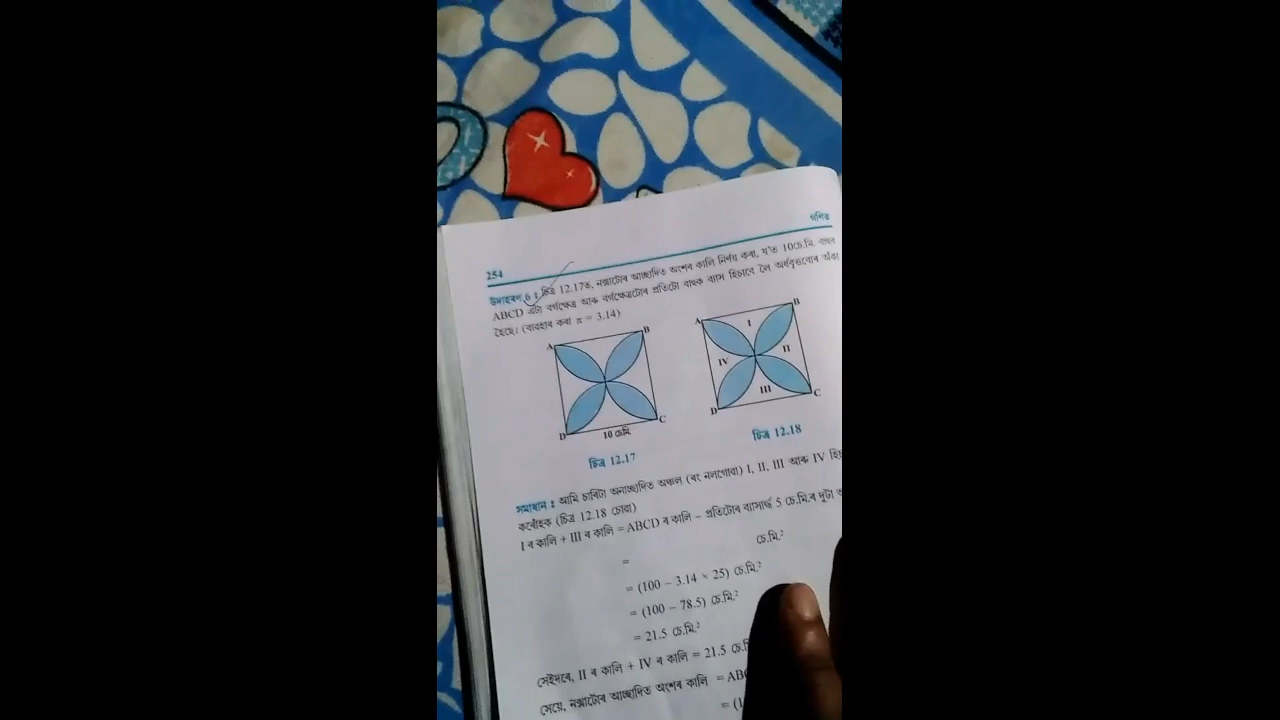 গণিত
254
উদাহৰণ 6 : চিত্ৰ 12.17ত, নক্সাটোৰ আচ্ছাদিত অংশৰ কালি নিৰ্ণয় কৰা, য'ত 10চে.মি. বাহুৰ
ABCD এটা বৰ্গক্ষেত্ৰ আৰু বৰ্গক্ষেত্ৰটোৰ প্ৰতিটো বাহুক ব্যাস হিচাবে লৈ অৰ্ধবৃত্তবোৰ অঁকা
হৈছে। (ব্যৱহাৰ কৰা π = 3.14)
A B
D C
10 চে.মি.
চিত্ৰ 12.17
A B
I
IV II
III
D C
চিত্ৰ 12.18
সমাধান : আমি চাৰিটা অনাচ্ছাদিত অঞ্চল (ৰং নলগোৱা) I, II, III আৰু IV
কৰোঁহক (চিত্ৰ 12.18 চোৱা)
I ৰ কালি + III ৰ কালি = ABCD ৰ কালি – প্ৰতিটোৰ ব্যাসাৰ্দ্ধ 5 চে.মি.ৰ দুটা
= চে.মি.²
= (100 – 3.14 × 25) চে.মি.²
= (100 – 78.5) চে.মি.²
= 21.5 চে.মি.²
সেইদৰে, II ৰ কালি + IV ৰ কালি = 21.5
সেয়ে, নক্সাটোৰ আচ্ছাদিত অংশৰ কালি =
= (1